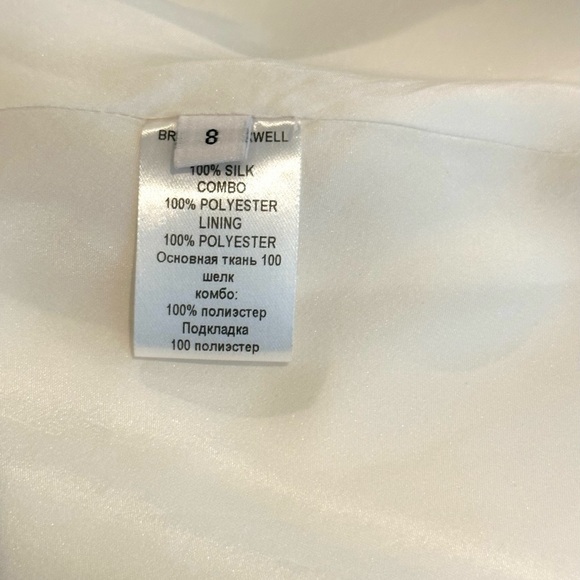 BR 8 WELL
100% SILK
COMBO
100% POLYESTER
LINING
100% POLYESTER
Основная ткань 100
шелк
комбо:
100% полиэстер
Подкладка
100 полиэстер